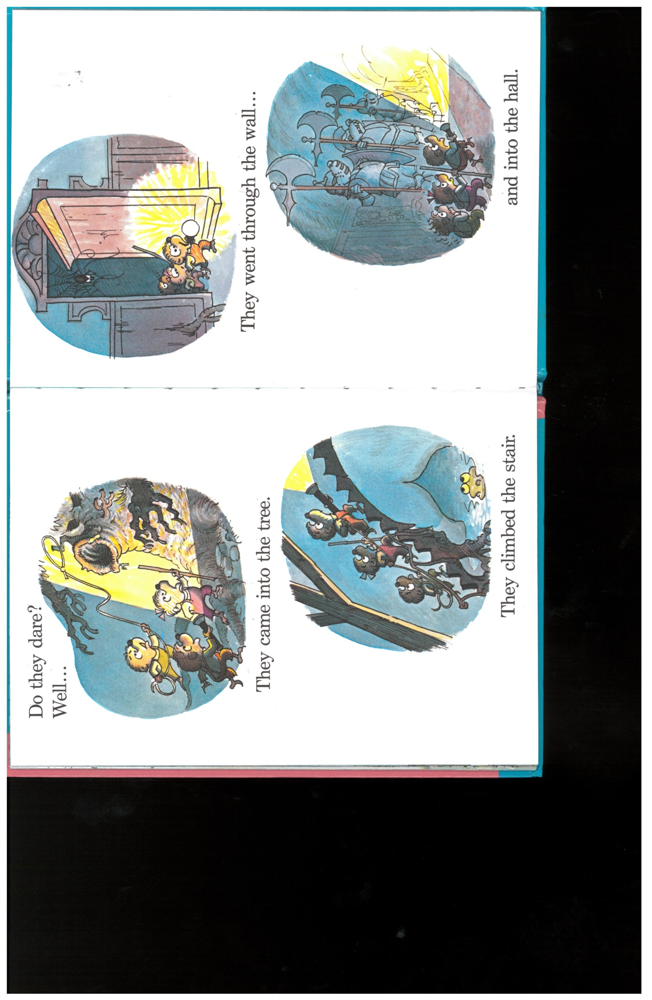 Do they dare?
Well...
They came into the tree.
They climbed the stair.
They went through the wall...
and into the hall.